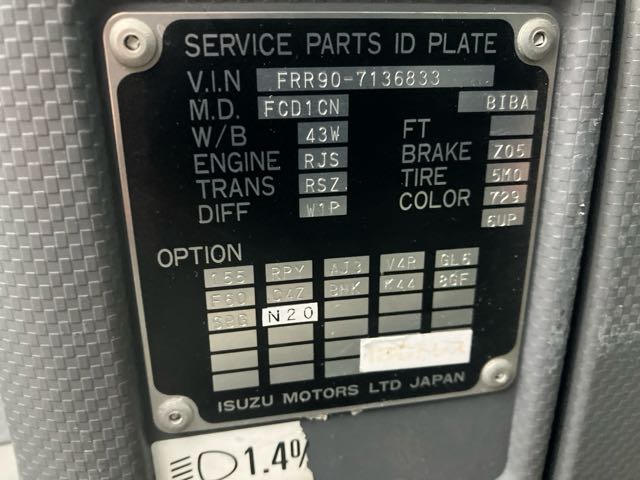 SERVICE PARTS ID PLATE
V.I.N FRR90-7136833
M.D. FCD1CN BIBA
W/B 43W FT
ENGINE RJS BRAKE Z05
TRANS RSZ TIRE 5M0
DIFF W1P COLOR 729
6UP
OPTION
155 RPY AJ3 V4R GL6
F60 C4Z BHK K44 8GF
N20
ISUZU MOTORS LTD JAPAN
1.4%